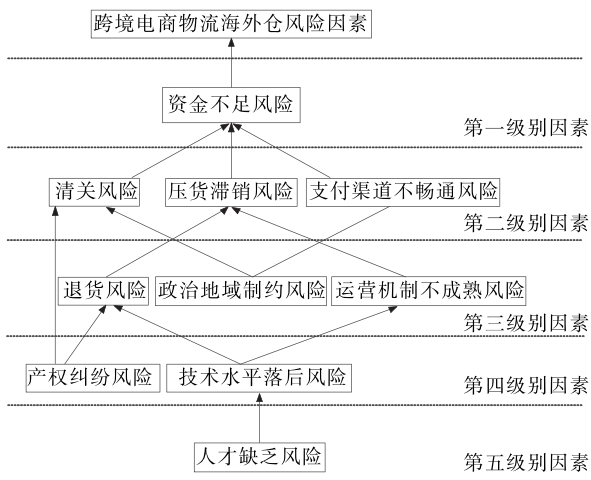 跨境电商物流海外仓风险因素
资金不足风险
第一级别因素
清关风险
压货滞销风险
支付渠道不畅通风险
第二级别因素
退货风险
政治地域制约风险
运营机制不成熟风险
第三级别因素
产权纠纷风险
技术水平落后风险
第四级别因素
人才缺乏风险
第五级别因素